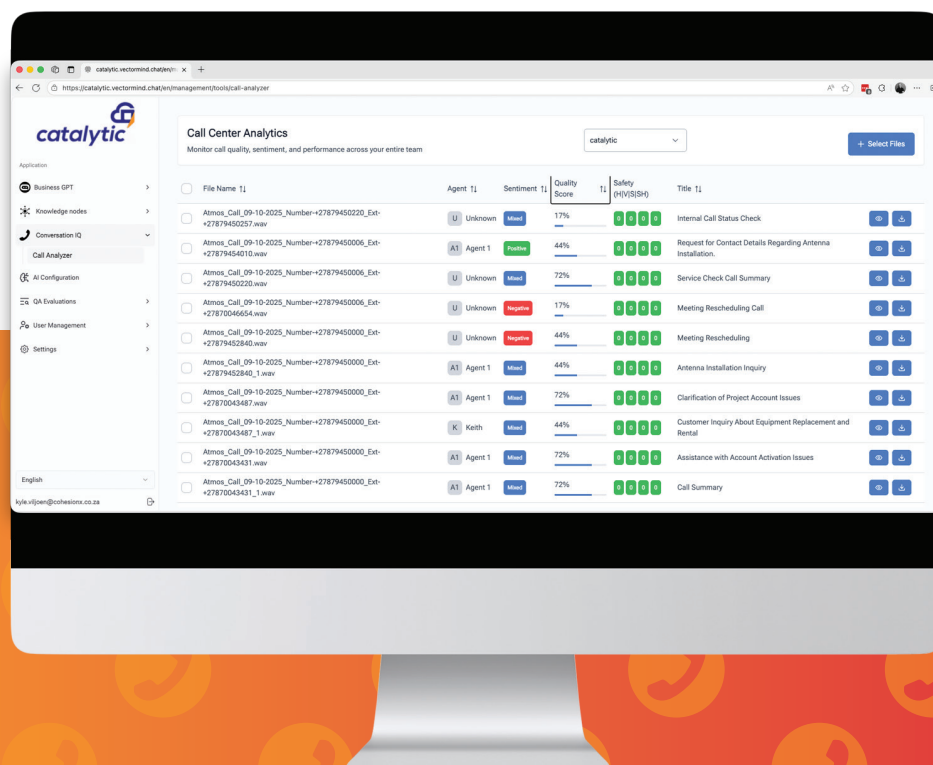 catalytic.vectormind.chat/en/m
https://catalytic.vectormind.chat/en/management/tools/call-analyzer
catalytic
Application
Business GPT
Knowledge nodes
Conversation IQ
Call Analyzer
AI Configuration
QA Evaluations
User Management
Settings
English
kyle.viljoen@cohesionx.co.za
Call Center Analytics
Monitor call quality, sentiment, and performance across your entire team
catalytic
+ Select Files
File Name ↑↓ Agent ↑↓ Sentiment ↑↓ Quality Score ↑↓ Safety (H|V|S|SH) Title ↑↓
Atmos_Call_09-10-2025_Number-+27879450220_Ext-
+27879450257.wav
U Unknown Mixed 17% 0 0 0 0 Internal Call Status Check
Atmos_Call_09-10-2025_Number-+27879450006_Ext-
+27879454010.wav
A1 Agent 1 Positive 44% 0 0 0 0 Request for Contact Details Regarding Antenna
Installation.
Atmos_Call_09-10-2025_Number-+27879450006_Ext-
+27879450220.wav
U Unknown Mixed 72% 0 0 0 0 Service Check Call Summary
Atmos_Call_09-10-2025_Number-+27879450006_Ext-
+27870046654.wav
U Unknown Negative 17% 0 0 0 0 Meeting Rescheduling Call
Atmos_Call_09-10-2025_Number-+27879450000_Ext-
+27879452840.wav
U Unknown Negative 44% 0 0 0 0 Meeting Rescheduling
Atmos_Call_09-10-2025_Number-+27879450000_Ext-
+27879452840_1.wav
A1 Agent 1 Mixed 44% 0 0 0 0 Antenna Installation Inquiry
Atmos_Call_09-10-2025_Number-+27879450000_Ext-
+27870043487.wav
A1 Agent 1 Mixed 72% 0 0 0 0 Clarification of Project Account Issues
Atmos_Call_09-10-2025_Number-+27879450000_Ext-
+27870043487_1.wav
K Keith Mixed 44% 0 0 0 0 Customer Inquiry About Equipment Replacement and
Rental
Atmos_Call_09-10-2025_Number-+27879450000_Ext-
+27870043431.wav
A1 Agent 1 Mixed 72% 0 0 0 0 Assistance with Account Activation Issues
Atmos_Call_09-10-2025_Number-+27879450000_Ext-
+27870043431_1.wav
A1 Agent 1 Mixed 72% 0 0 0 0 Call Summary